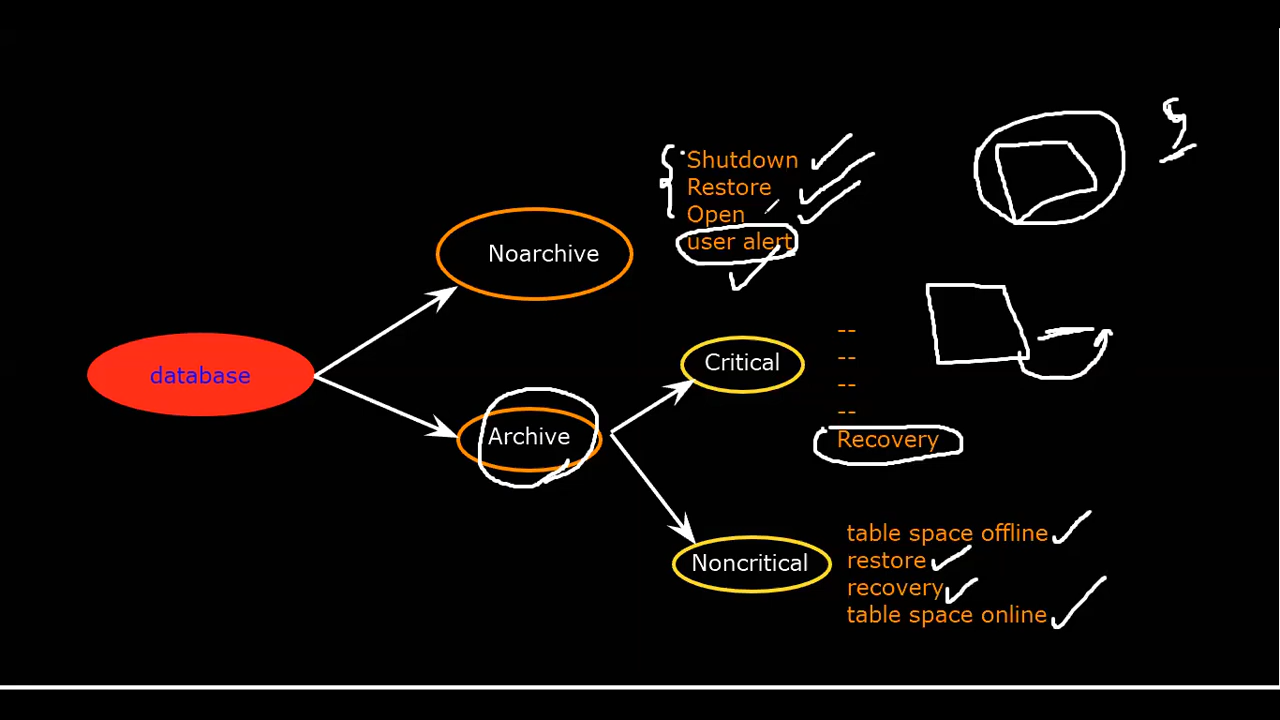 Shutdown
Restore
Open
user alert
Noarchive
database
Archive
Critical
--
--
--
--
Recovery
Noncritical
table space offline
restore
recovery
table space online